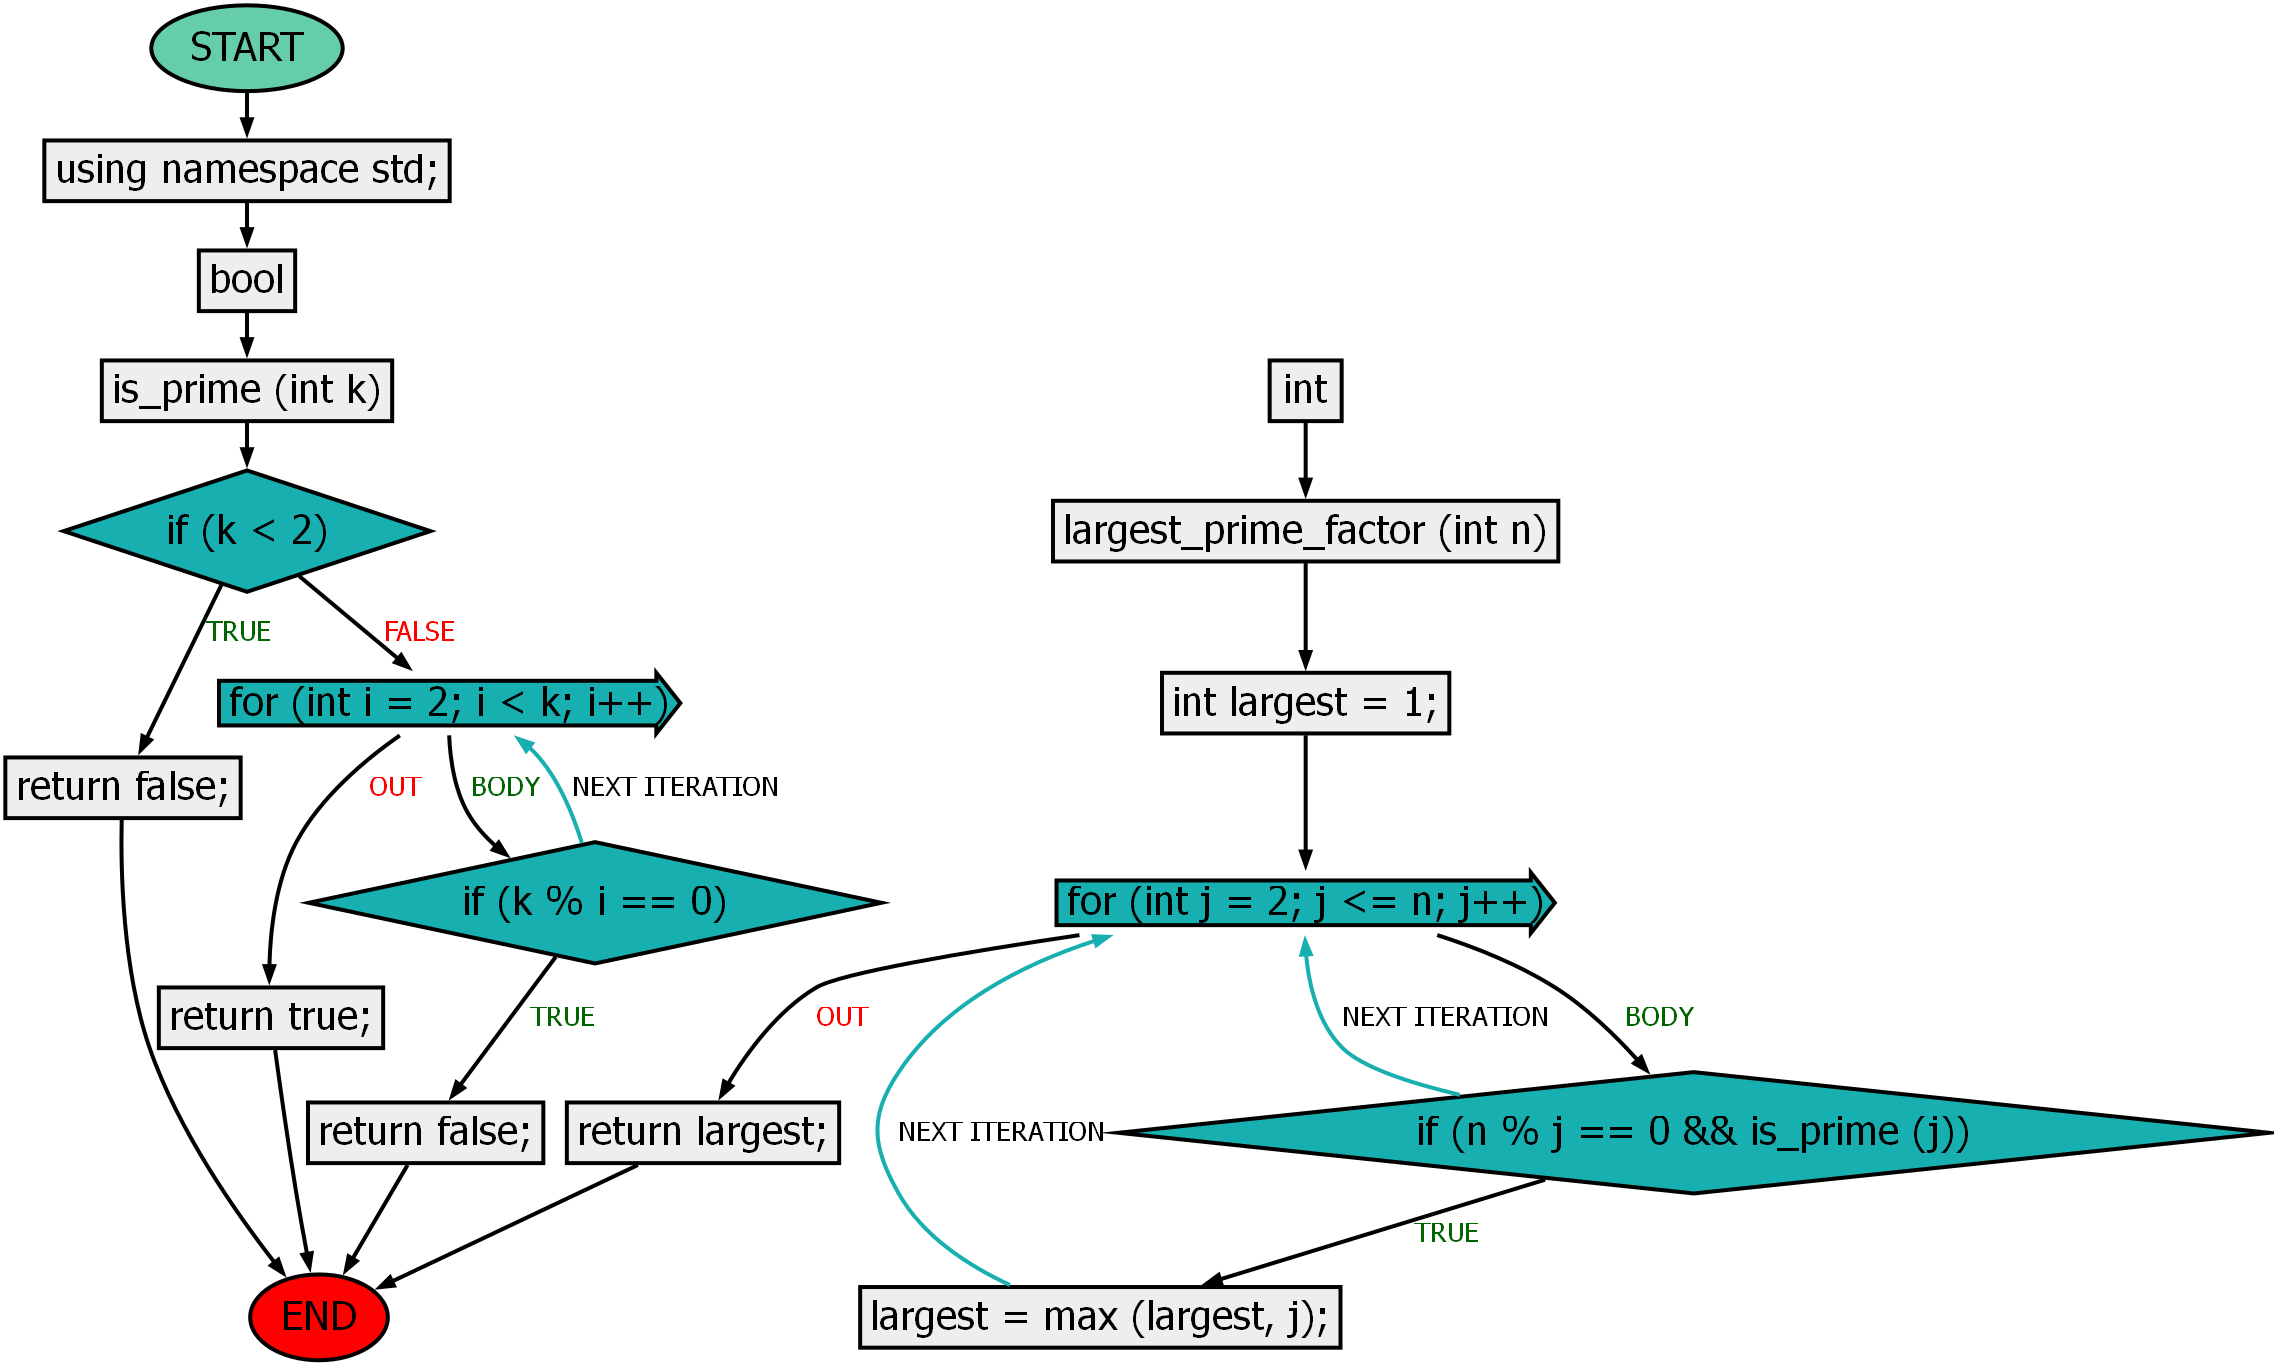 START
using namespace std;
bool
is_prime (int k)
if (k < 2)
TRUE
FALSE
for (int i = 2; i < k; i++)
return false;
OUT
BODY
NEXT ITERATION
if (k % i == 0)
return true;
TRUE
return false;
int
largest_prime_factor (int n)
int largest = 1;
for (int j = 2; j <= n; j++)
OUT
NEXT ITERATION
BODY
return largest;
NEXT ITERATION
if (n % j == 0 && is_prime (j))
TRUE
largest = max (largest, j);
END